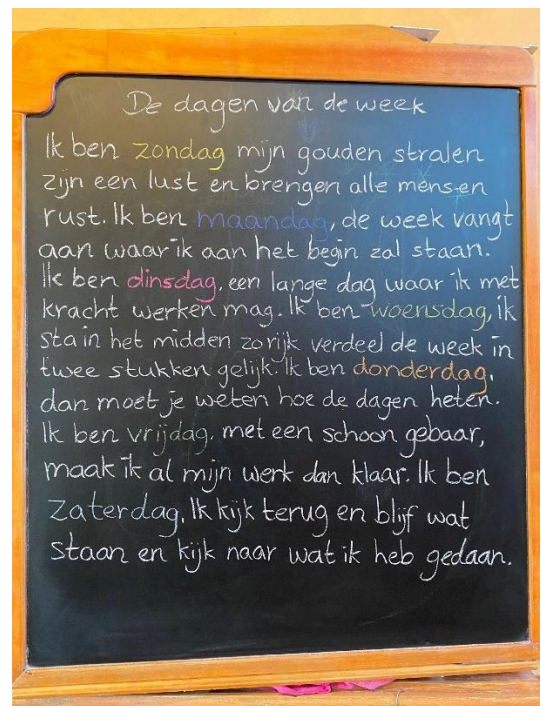 De dagen van de week
Ik ben zondag mijn gouden stralen
zijn een lust en brengen alle mensen
rust. Ik ben maandag, de week vangt
aan waar ik aan het begin zal staan.
Ik ben dinsdag, een lange dag waar ik met
kracht werken mag. Ik ben woensdag, ik
sta in het midden zo rijk verdeel de week in
twee stukken gelijk. Ik ben donderdag,
dan moet je weten hoe de dagen heten.
Ik ben vrijdag, met een schoon gebaar,
maak ik al mijn werk dan klaar. Ik ben
zaterdag, Ik kijk terug en blijf wat
staan en kijk naar wat ik heb gedaan.